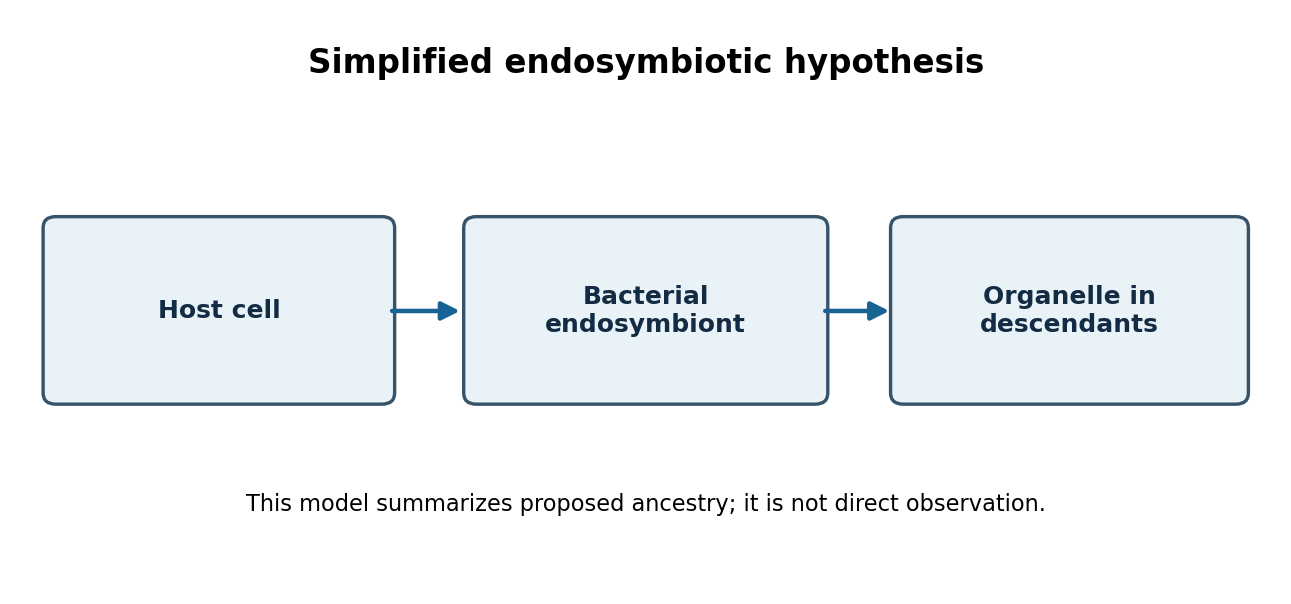 Simplified endosymbiotic hypothesis
Host cell
Bacterial
endosymbiont
Organelle in
descendants
This model summarizes proposed ancestry; it is not direct observation.